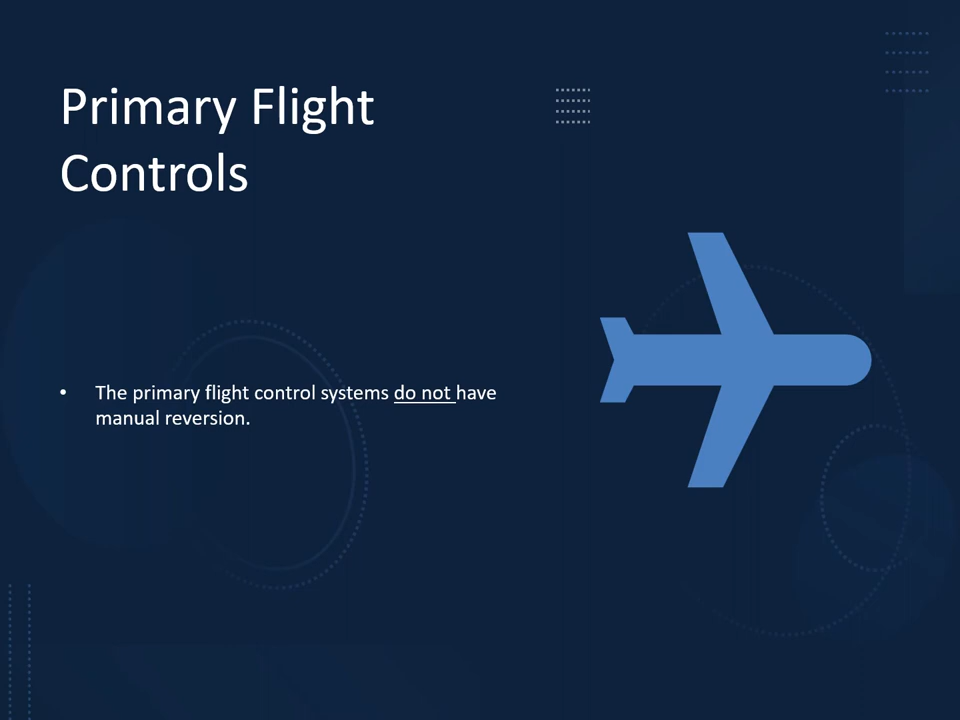 Primary Flight
Controls
• The primary flight control systems do not have
manual reversion.